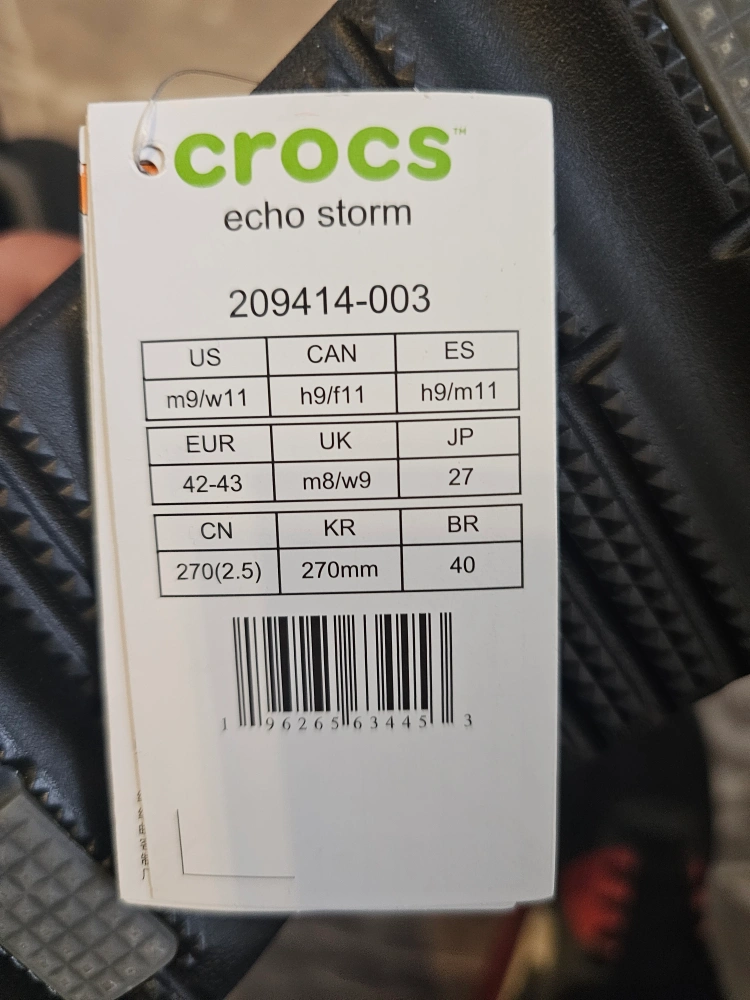 crocs™
echo storm
209414-003
US CAN ES
m9/w11 h9/f11 h9/m11
EUR UK JP
42-43 m8/w9 27
CN KR BR
270(2.5) 270mm 40
1 96265 63445 3